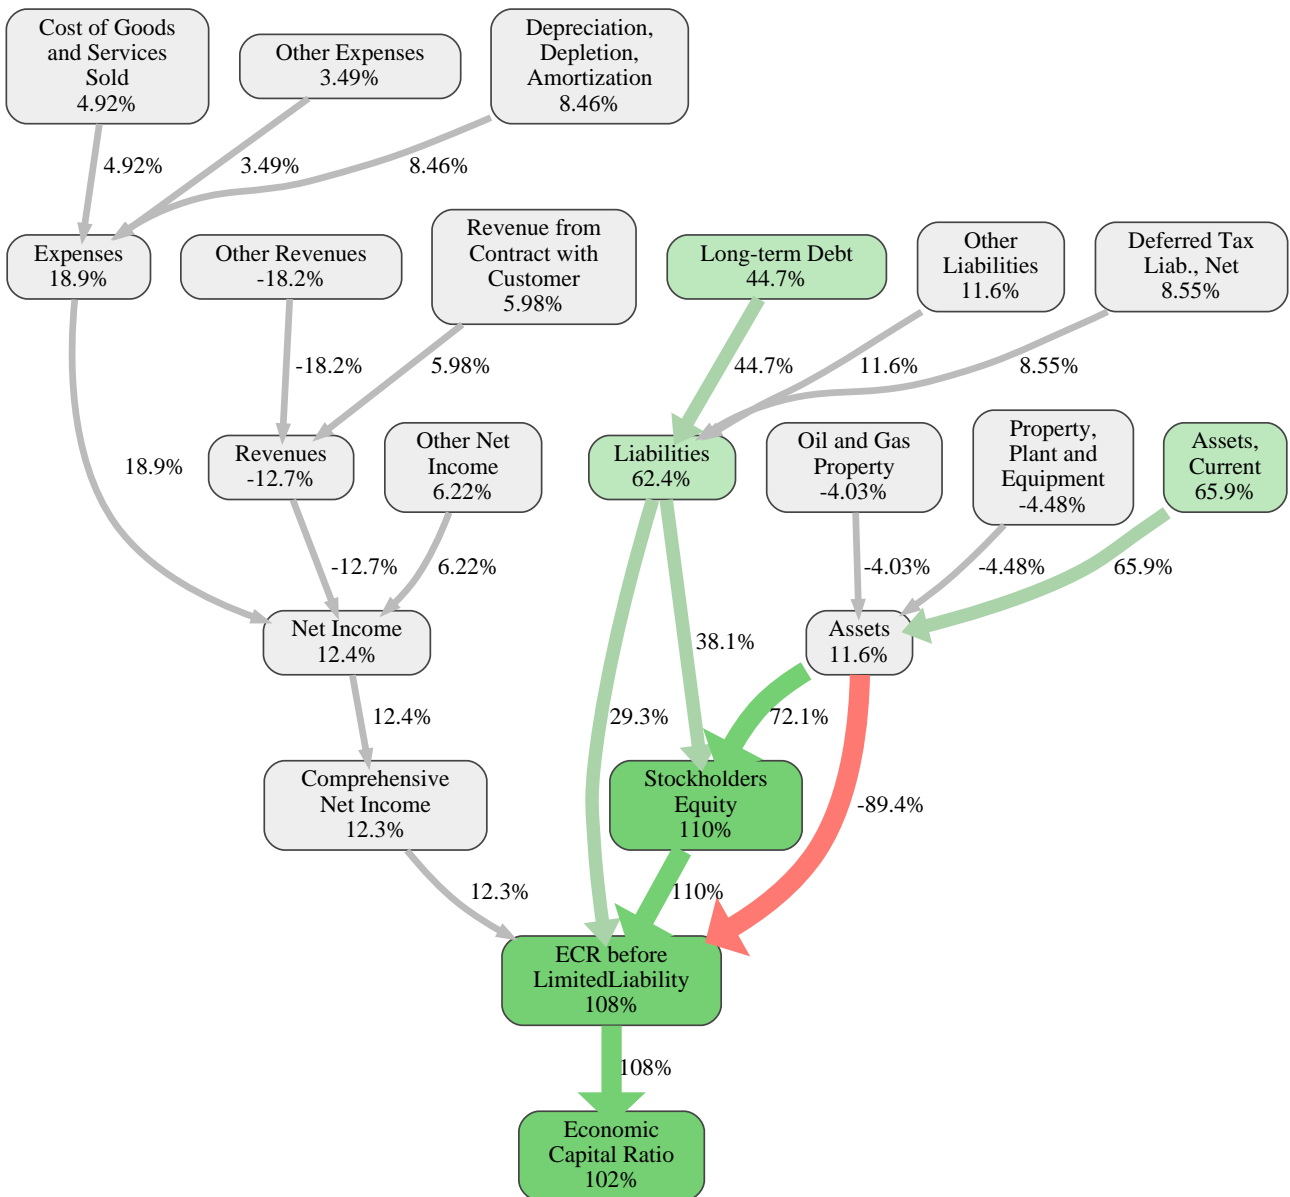 Cost of Goods
and Services
Sold
4.92%
Other Expenses
3.49%
Depreciation,
Depletion,
Amortization
8.46%
4.92%
3.49%
8.46%
Expenses
18.9%
Other Revenues
-18.2%
Revenue from
Contract with
Customer
5.98%
Long-term Debt
44.7%
Other
Liabilities
11.6%
Deferred Tax
Liab., Net
8.55%
-18.2%
5.98%
44.7%
11.6%
8.55%
18.9%
Revenues
-12.7%
Other Net
Income
6.22%
Liabilities
62.4%
Oil and Gas
Property
-4.03%
Property,
Plant and
Equipment
-4.48%
Assets,
Current
65.9%
-12.7%
6.22%
-4.03%
-4.48%
65.9%
Net Income
12.4%
38.1%
Assets
11.6%
12.4%
29.3%
72.1%
Comprehensive
Net Income
12.3%
Stockholders
Equity
110%
-89.4%
12.3%
110%
ECR before
LimitedLiability
108%
108%
Economic
Capital Ratio
102%